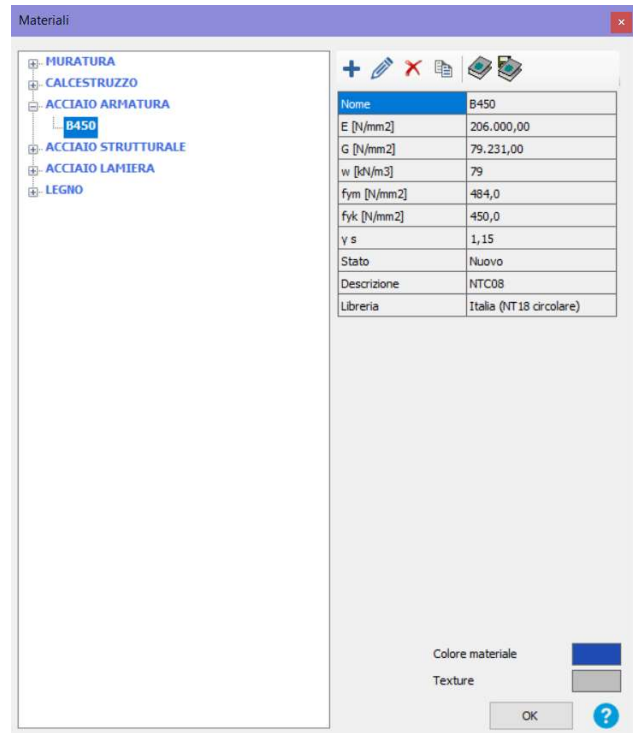 Materiali
MURATURA
CALCESTRUZZO
ACCIAIO ARMATURA
B450
ACCIAIO STRUTTURALE
ACCIAIO LAMIERA
LEGNO
Nome B450
E [N/mm2] 206.000,00
G [N/mm2] 79.231,00
w [kN/m3] 79
fym [N/mm2] 484,0
fyk [N/mm2] 450,0
γ s 1,15
Stato Nuovo
Descrizione NTC08
Libreria Italia (NT18 circolare)
Colore materiale
Texture
OK ?